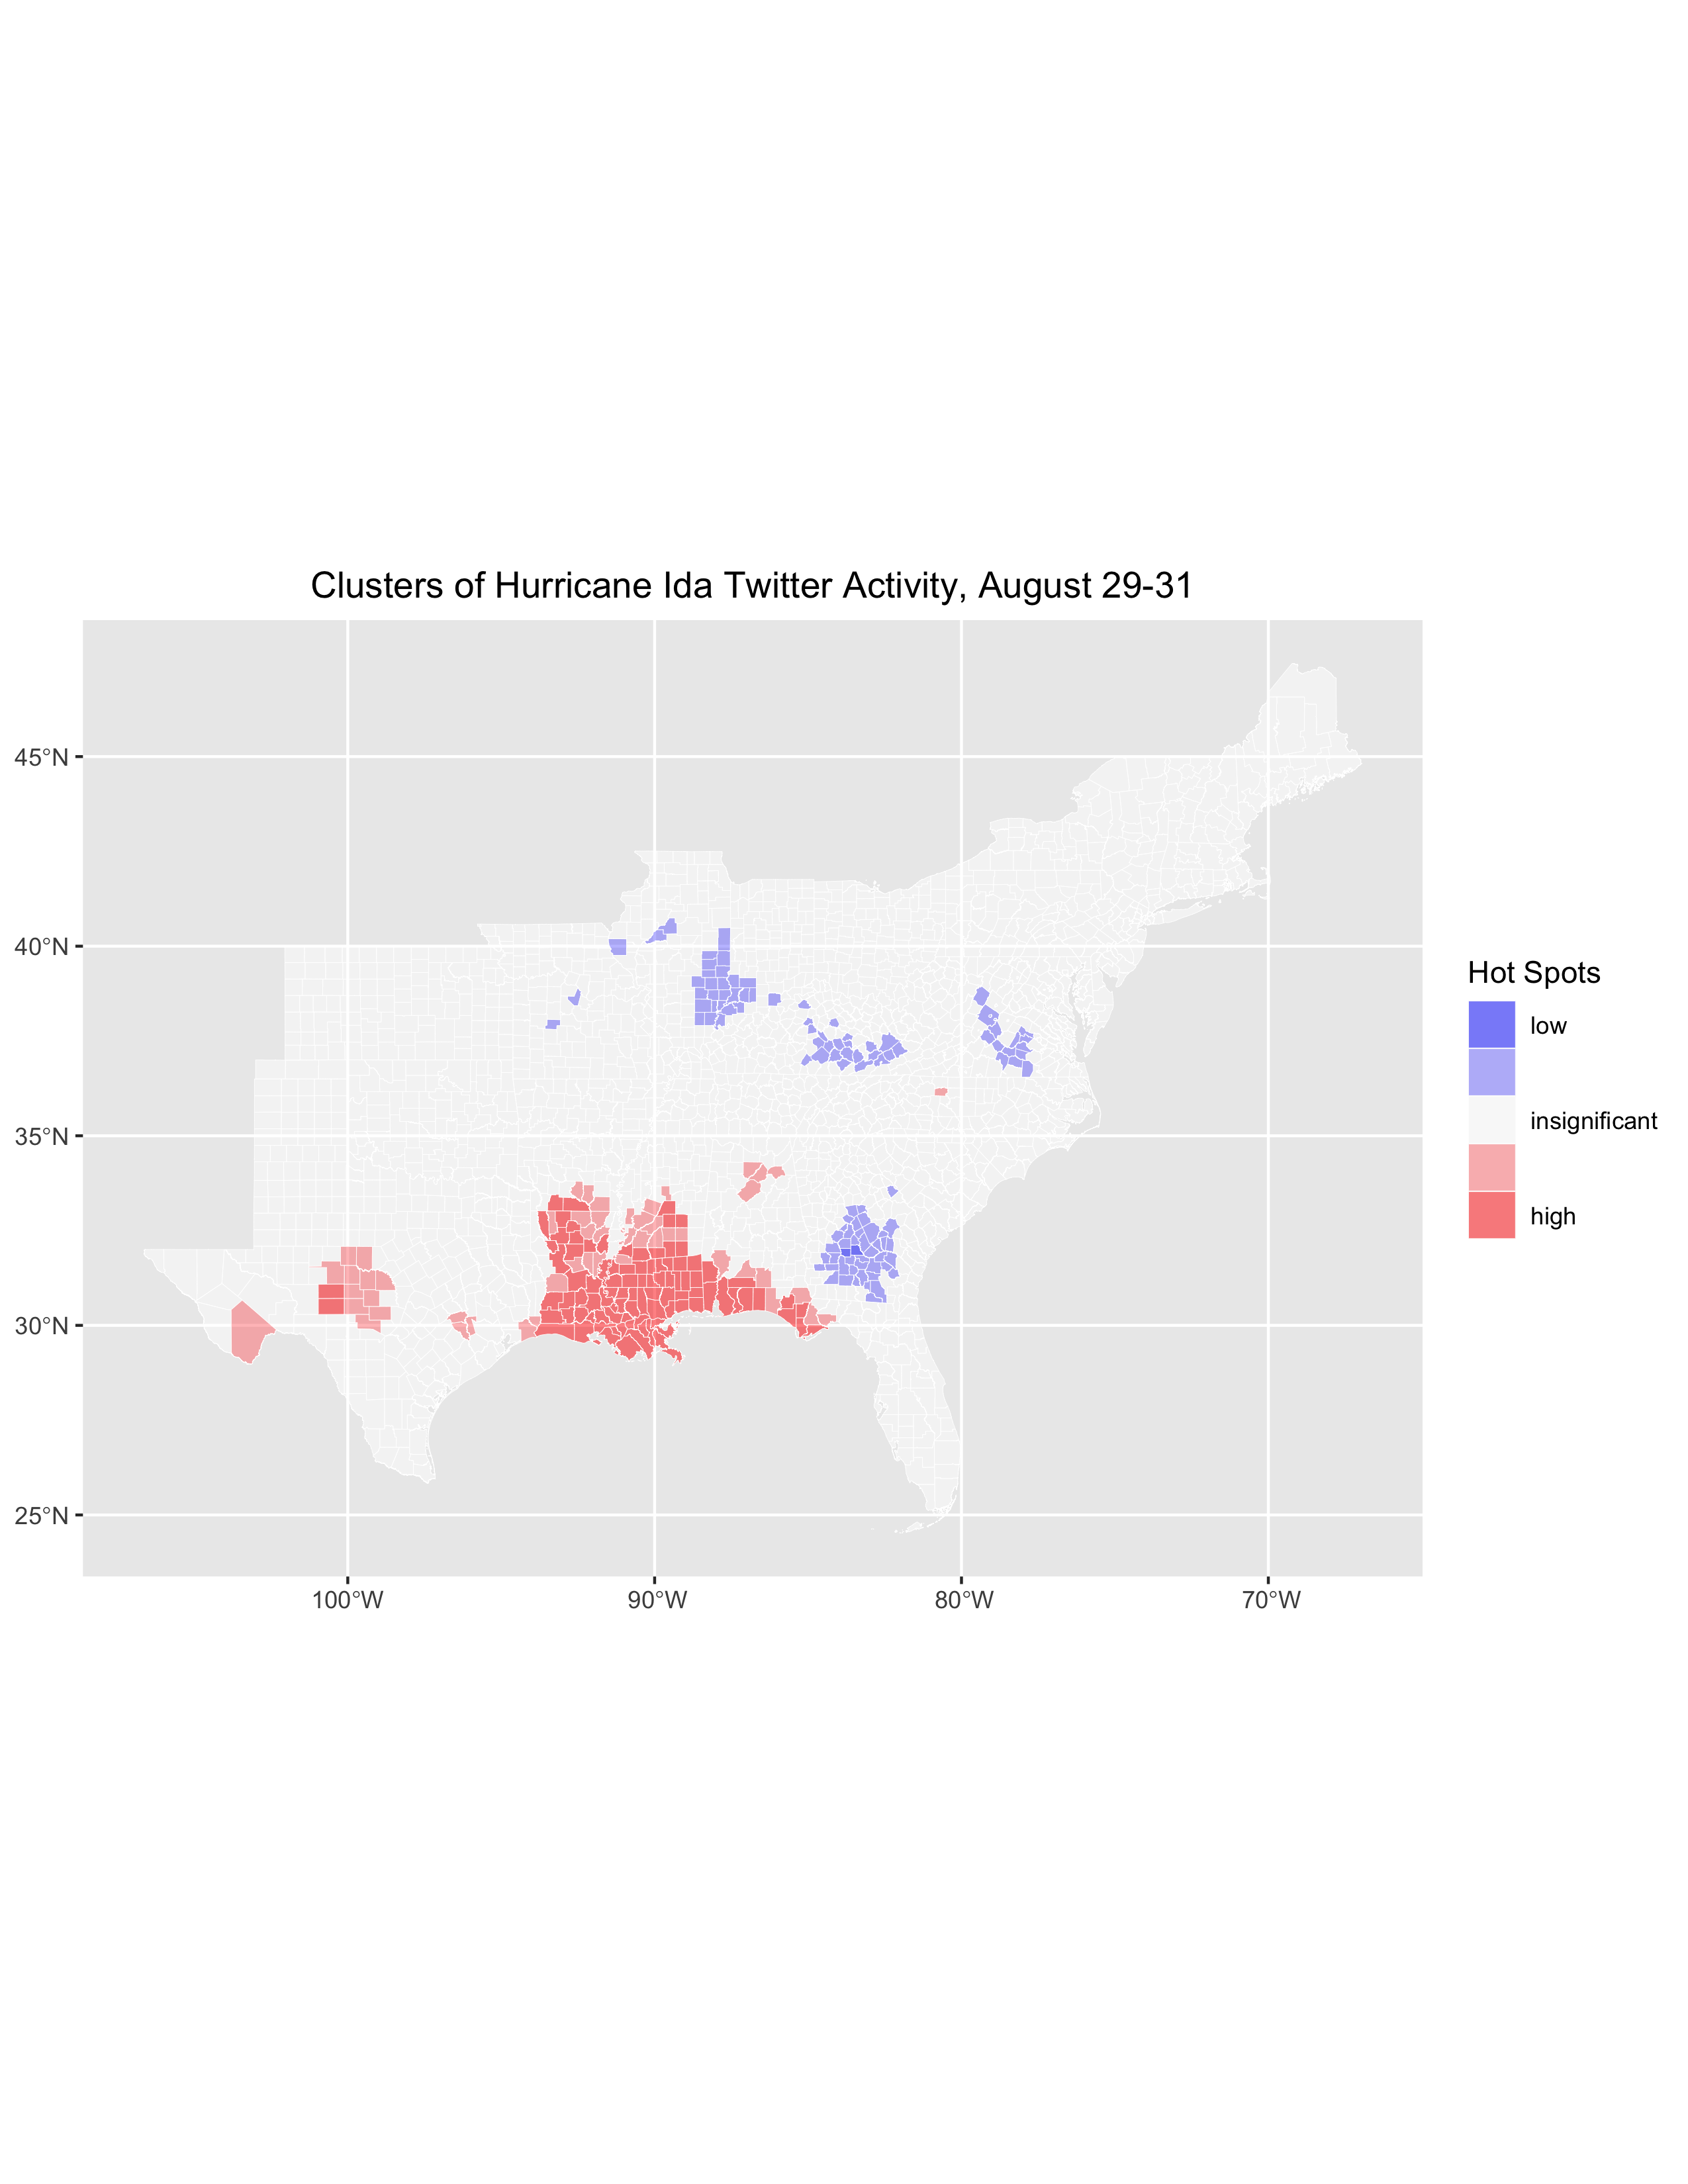 Clusters of Hurricane Ida Twitter Activity, August 29-31
45°N
40°N
35°N
30°N
25°N
100°W
90°W
80°W
70°W
Hot Spots
low
insignificant
high